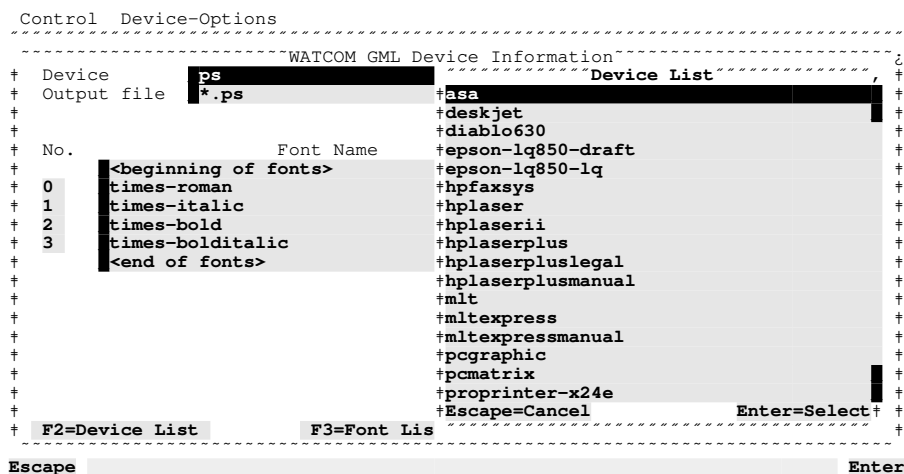 Control Device-Options
WATCOM GML Device Information
Device ps
Output file *.ps
No. Font Name
<beginning of fonts>
0 times-roman
1 times-italic
2 times-bold
3 times-bolditalic
<end of fonts>
F2=Device List F3=Font Lis
Device List
asa
deskjet
diablo630
epson-lq850-draft
epson-lq850-lq
hpfaxsys
hplaser
hplaserii
hplaserplus
hplaserpluslegal
hplaserplusmanual
mlt
mltexpress
mltexpressmanual
pcgraphic
pcmatrix
proprinter-x24e
Escape=Cancel Enter=Select
Escape Enter